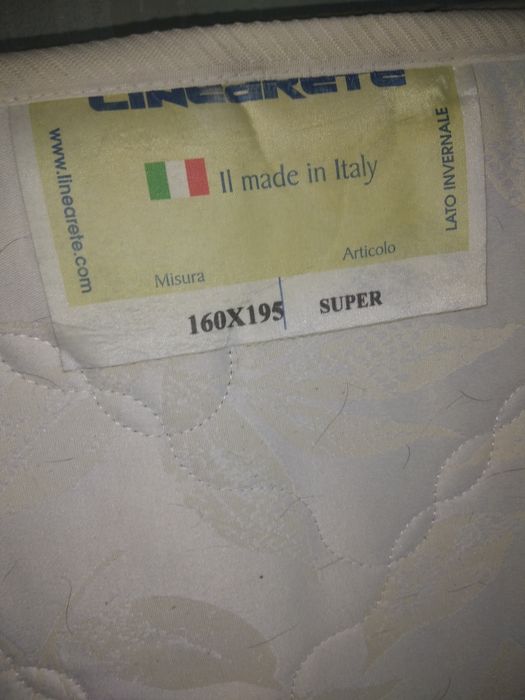 LINEARETE
www.linearete.com
Il made in Italy
LATO INVERNALE
Misura
Articolo
160X195
SUPER